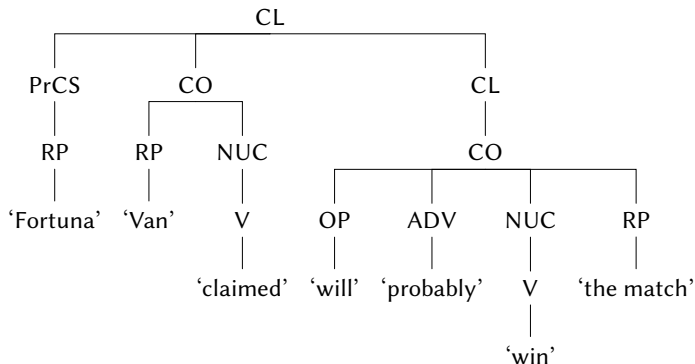 CL
PrCS CO CL
RP RP NUC CO
‘Fortuna’ ‘Van’ V OP ADV NUC RP
‘claimed’ ‘will’ ‘probably’ V ‘the match’
‘win’